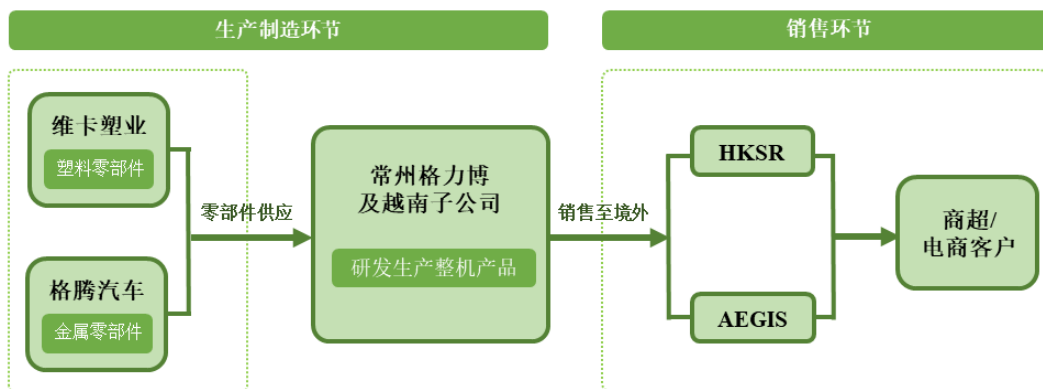 生产制造环节
销售环节
维卡塑业
塑料零部件
格腾汽车
金属零部件
零部件供应
常州格力博
及越南子公司
研发生产整机产品
销售至境外
HKSR
AEGIS
商超/
电商客户